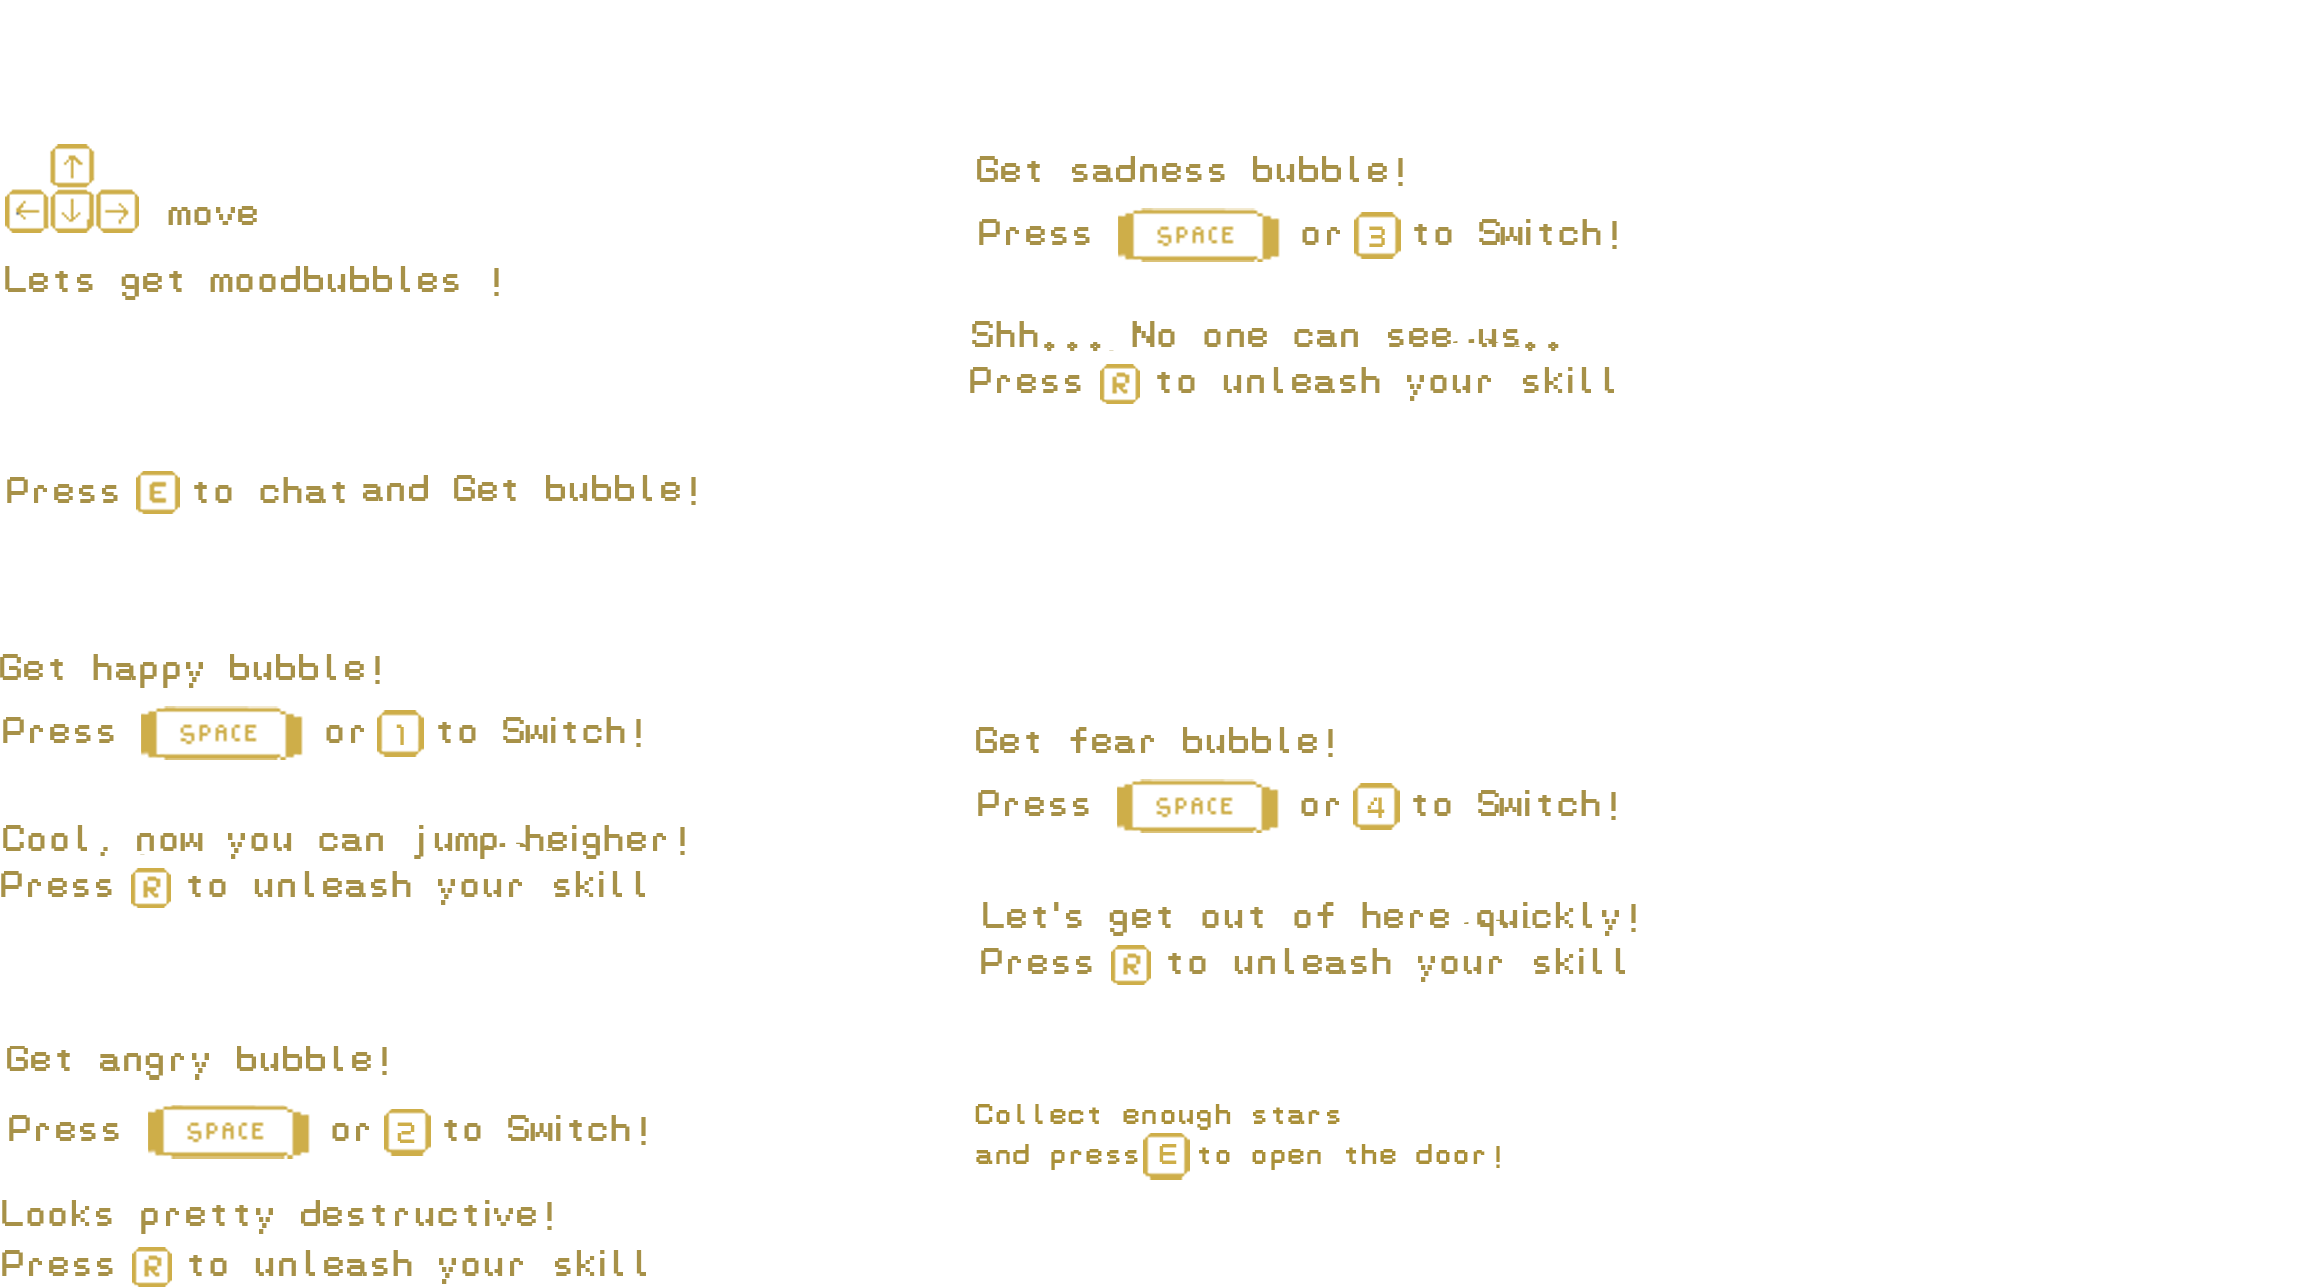 ↑
← ↓ → move
Lets get moodbubbles !
Press E to chat and Get bubble!
Get happy bubble!
Press SPACE or 1 to Switch!
Cool, now you can jump heigher!
Press R to unleash your skill
Get angry bubble!
Press SPACE or 2 to Switch!
Looks pretty destructive!
Press R to unleash your skill
Get sadness bubble!
Press SPACE or 3 to Switch!
Shh... No one can see us..
Press R to unleash your skill
Get fear bubble!
Press SPACE or 4 to Switch!
Let's get out of here quickly!
Press R to unleash your skill
Collect enough stars
and press E to open the door!